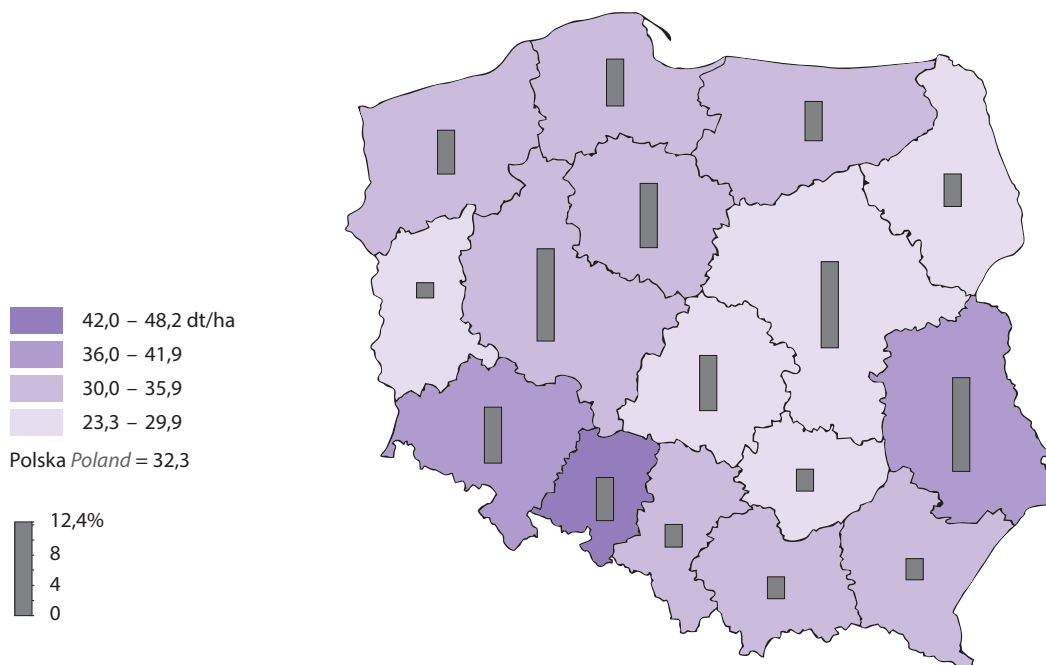 42,0 – 48,2 dt/ha
36,0 – 41,9
30,0 – 35,9
23,3 – 29,9
Polska Poland = 32,3
12,4%
8
4
0